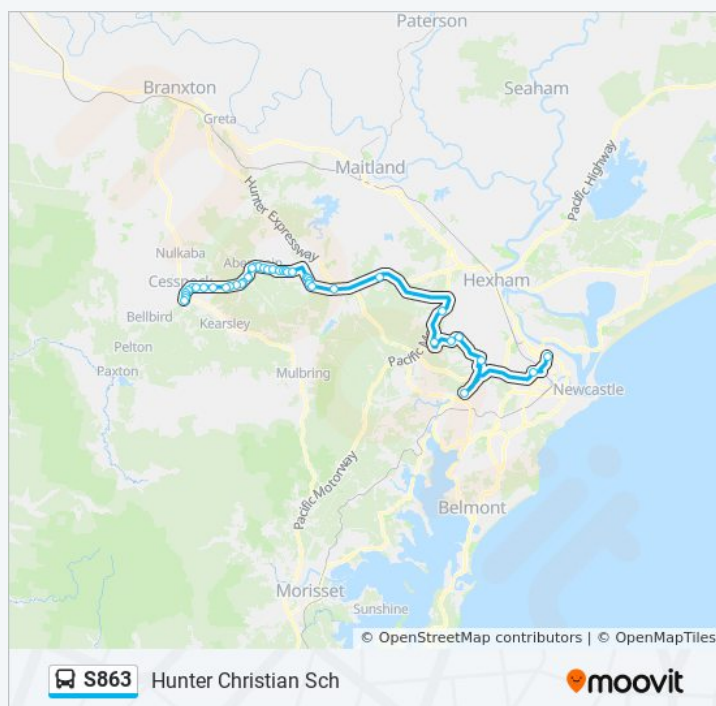 Paterson
Branxton
Seaham
Greta
Maitland
Pacific Highway
Hunter Expressway
Nulkaba
Hexham
Cessnock
Bellbird
Kearsley
Pelton
Mulbring
Paxton
Newcastle
Pacific Motorway
Belmont
Morisset
Sunshine
© OpenStreetMap contributors | © OpenMapTiles
S863 Hunter Christian Sch
moovit